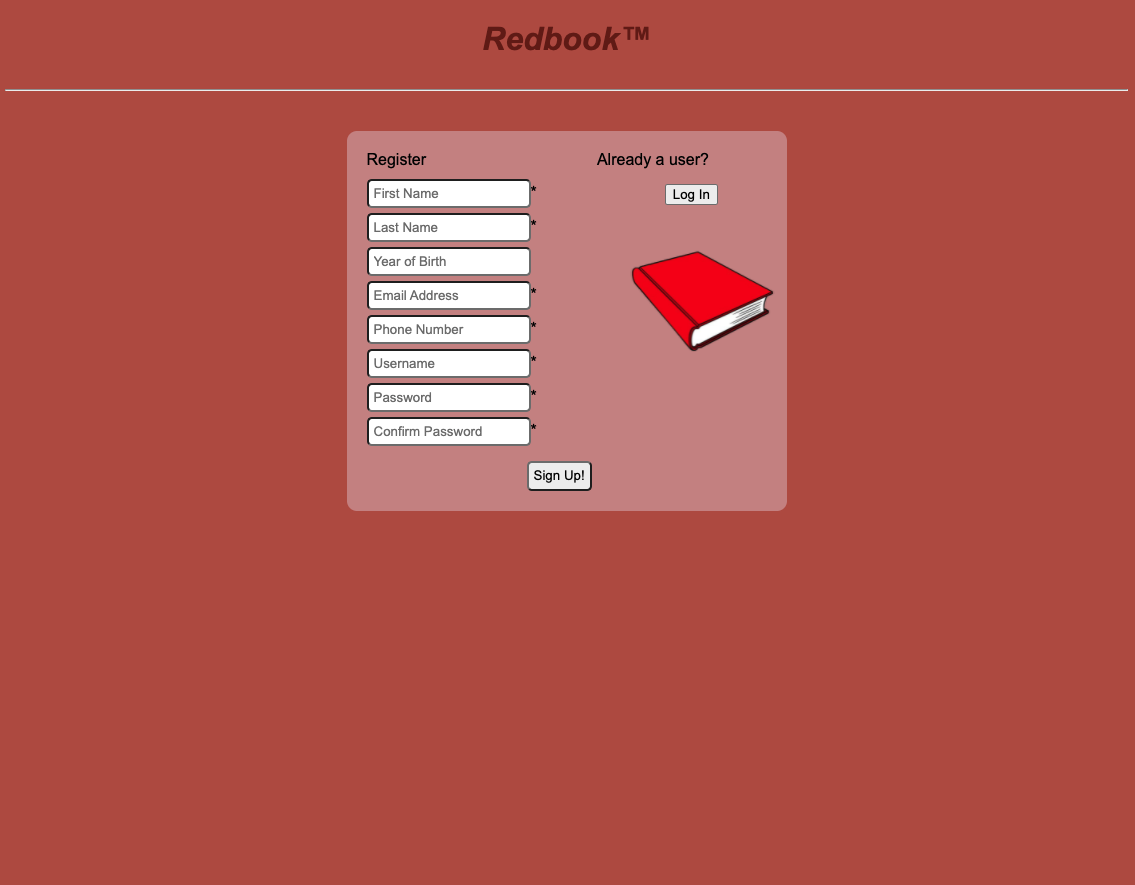 Redbook™
Register
First Name*
Last Name*
Year of Birth
Email Address*
Phone Number*
Username*
Password*
Confirm Password*
Already a user?
Log In
Sign Up!